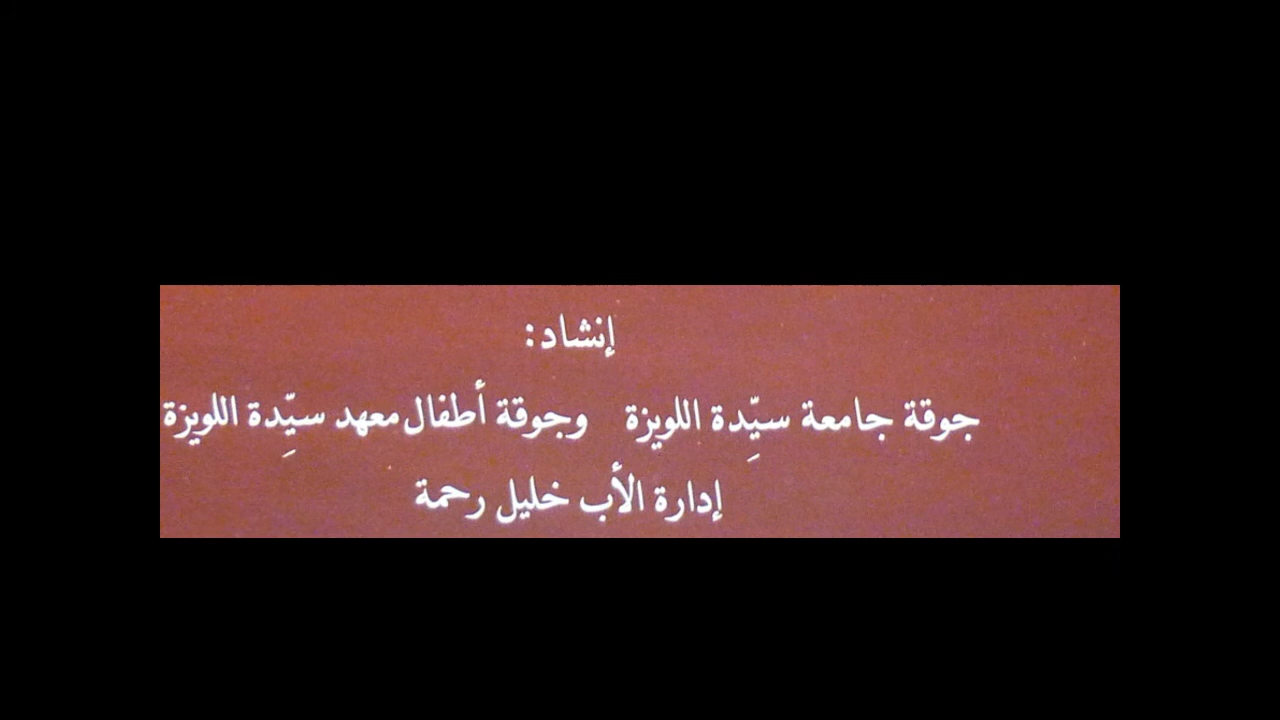 إنشاد:
جوقة جامعة سيِّدة اللويزة وجوقة أطفال معهد سيِّدة اللويزة
إدارة الأب خليل رحمة